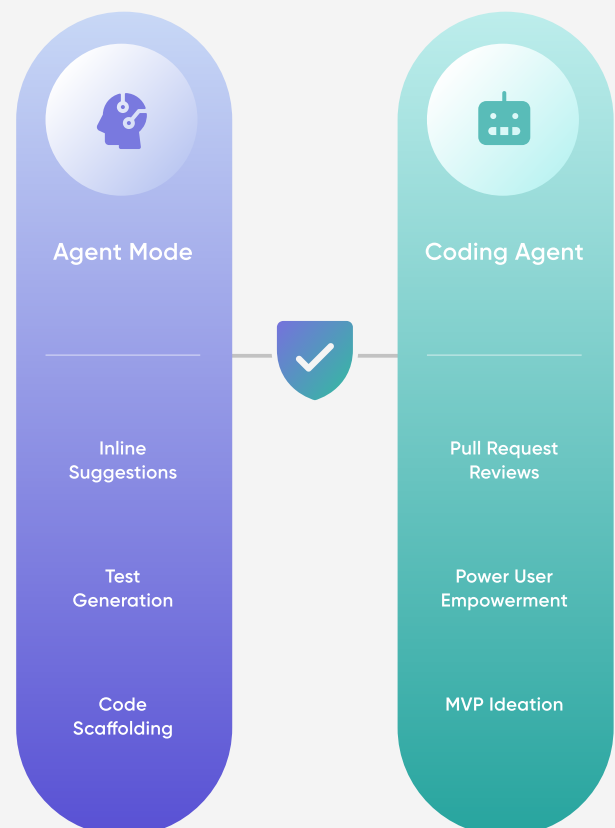 Agent Mode
Inline
Suggestions
Test
Generation
Code
Scaffolding
Coding Agent
Pull Request
Reviews
Power User
Empowerment
MVP Ideation